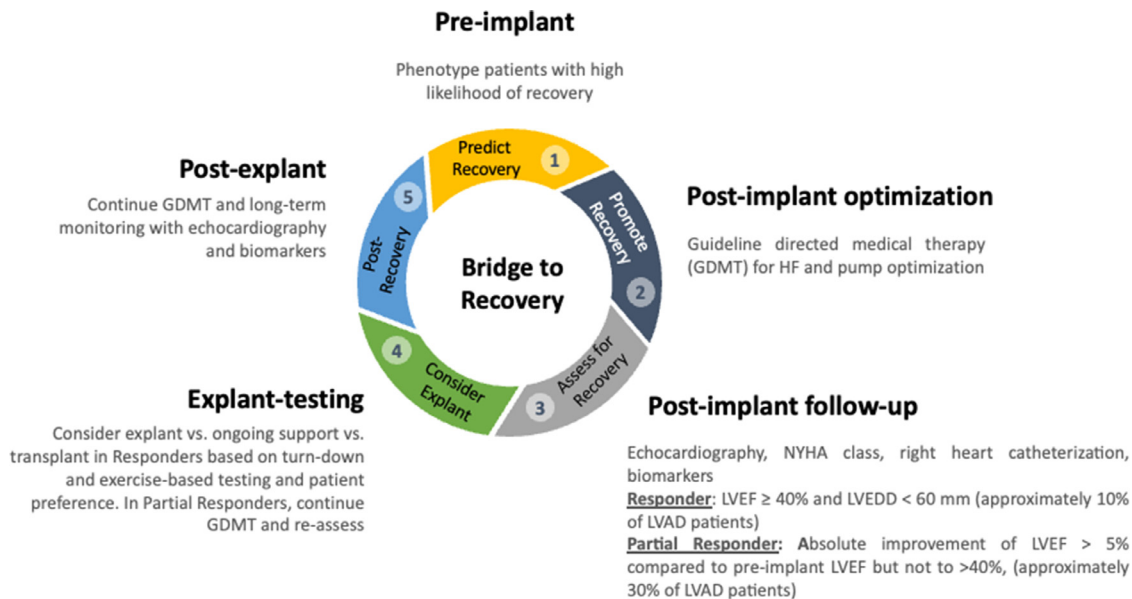 Pre-implant
Phenotype patients with high
likelihood of recovery
Predict
Recovery
1
Promote
Recovery
2
Post-implant optimization
Guideline directed medical therapy
(GDMT) for HF and pump optimization
Assess for
Recovery
3
Post-implant follow-up
Echocardiography, NYHA class, right heart catheterization,
biomarkers
Responder: LVEF ≥ 40% and LVEDD < 60 mm (approximately 10%
of LVAD patients)
Partial Responder: Absolute improvement of LVEF > 5%
compared to pre-implant LVEF but not to >40%, (approximately
30% of LVAD patients)
Consider
Explant
4
Explant-testing
Consider explant vs. ongoing support vs.
transplant in Responders based on turn-down
and exercise-based testing and patient
preference. In Partial Responders, continue
GDMT and re-assess
Post-
Recovery
5
Post-explant
Continue GDMT and long-term
monitoring with echocardiography
and biomarkers
Bridge to
Recovery